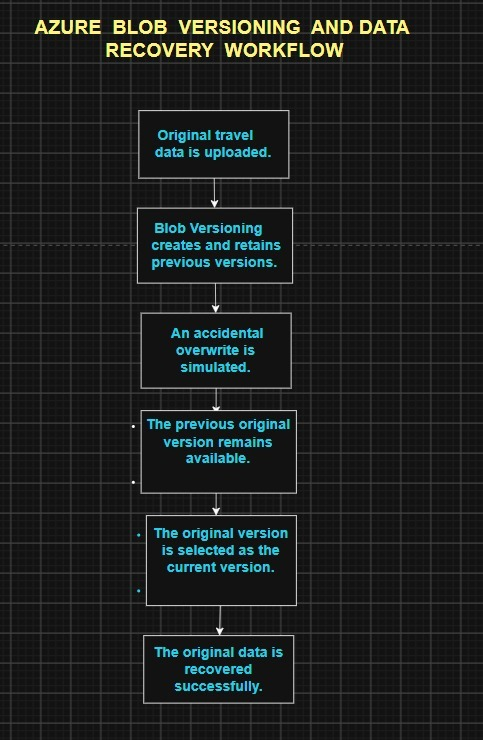 AZURE BLOB VERSIONING AND DATA
RECOVERY WORKFLOW
Original travel
data is uploaded.
Blob Versioning
creates and retains
previous versions.
An accidental
overwrite is
simulated.
The previous original
version remains
available.
The original version
is selected as the
current version.
The original data is
recovered
successfully.